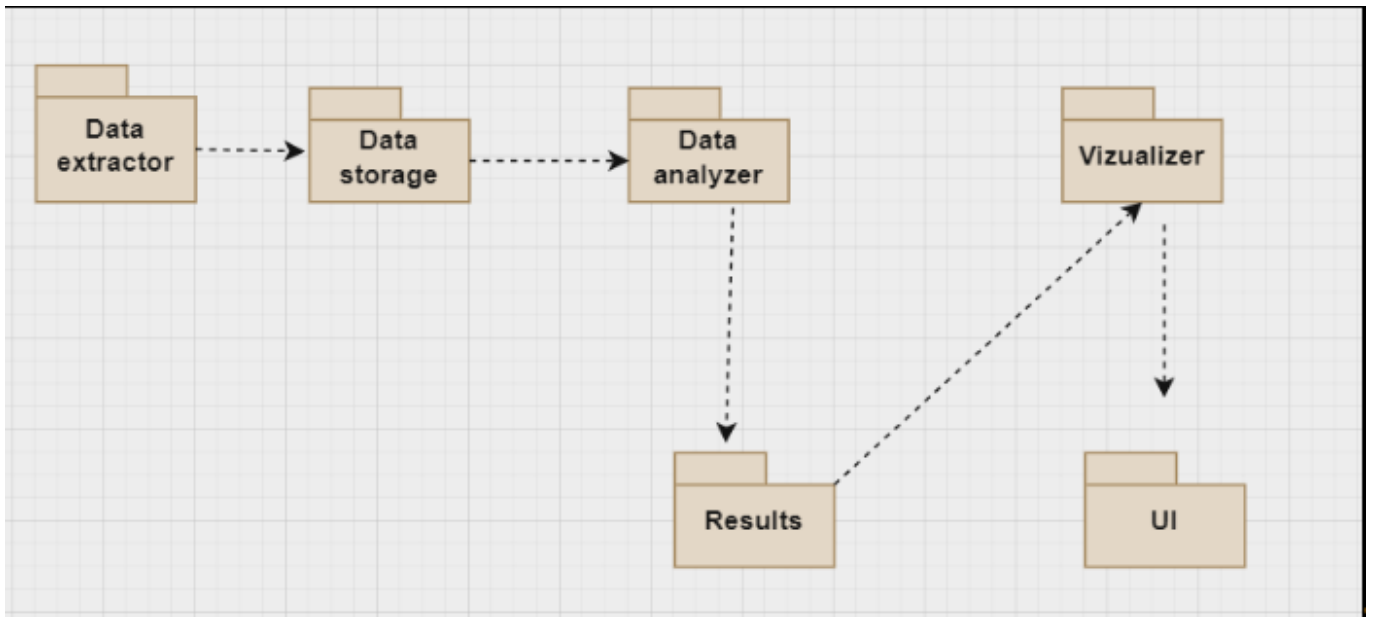 Data
extractor
Data
storage
Data
analyzer
Vizualizer
Results
UI